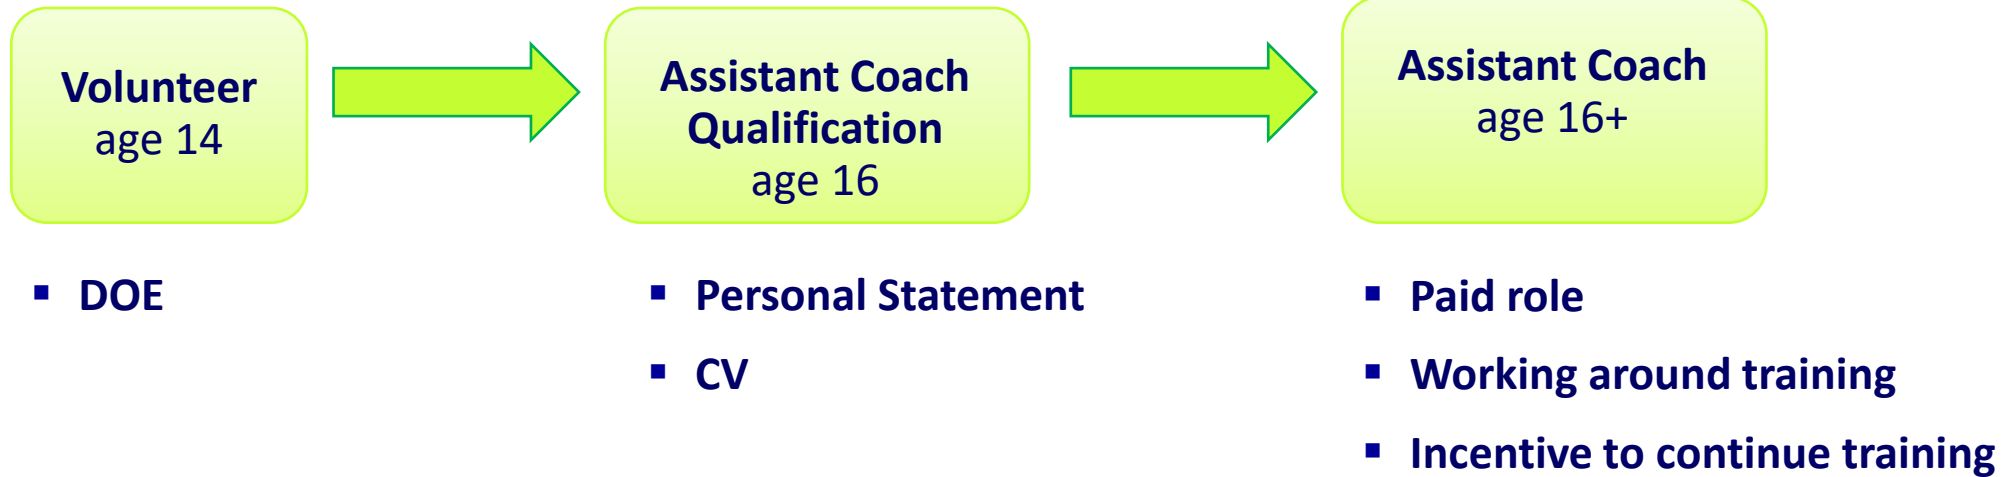 Volunteer
age 14
Assistant Coach
Qualification
age 16
Assistant Coach
age 16+
▪ DOE
▪ Personal Statement
▪ CV
▪ Paid role
▪ Working around training
▪ Incentive to continue training